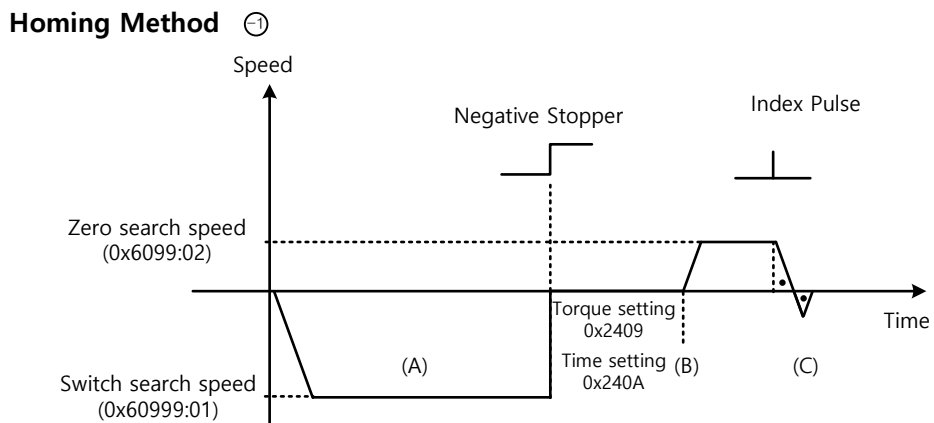 Homing Method  ⊖1
Speed
Negative Stopper
Index Pulse
Zero search speed
(0x6099:02)
Torque setting
0x2409
Time
Time setting
0x240A
(A)
(B)
(C)
Switch search speed
(0x60999:01)